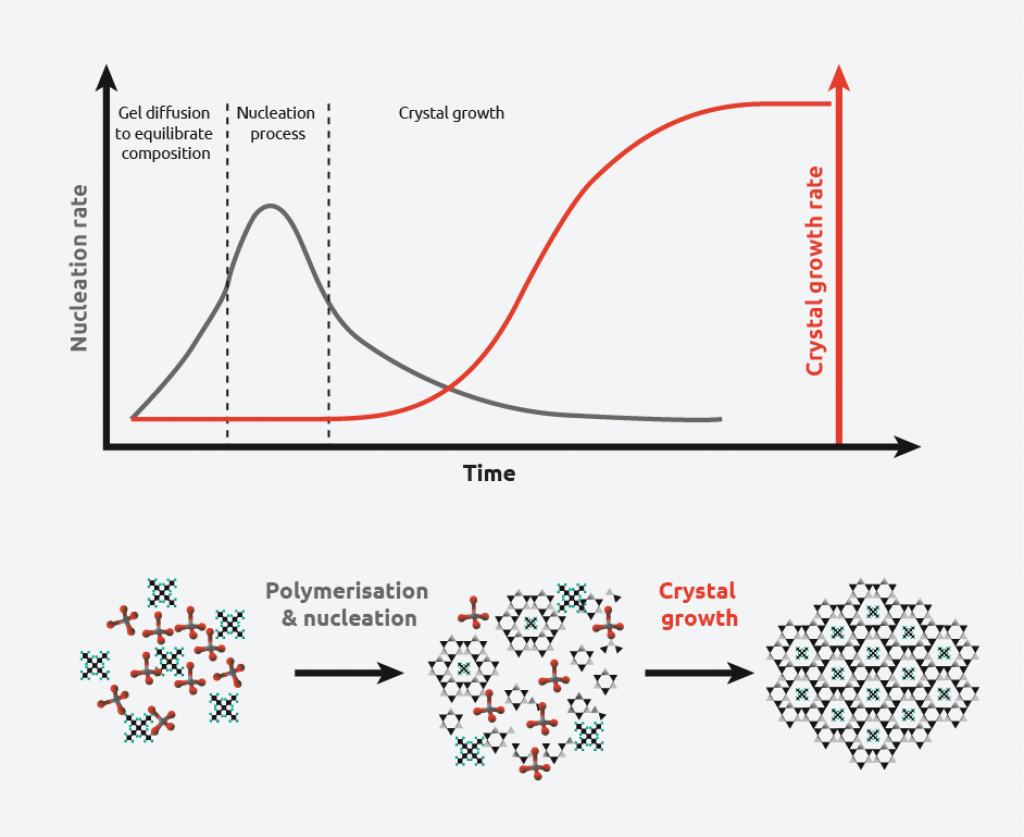 Gel diffusion
to equilibrate
composition
Nucleation
process
Crystal growth
Nucleation rate
Crystal growth rate
Time
Polymerisation
& nucleation
Crystal
growth